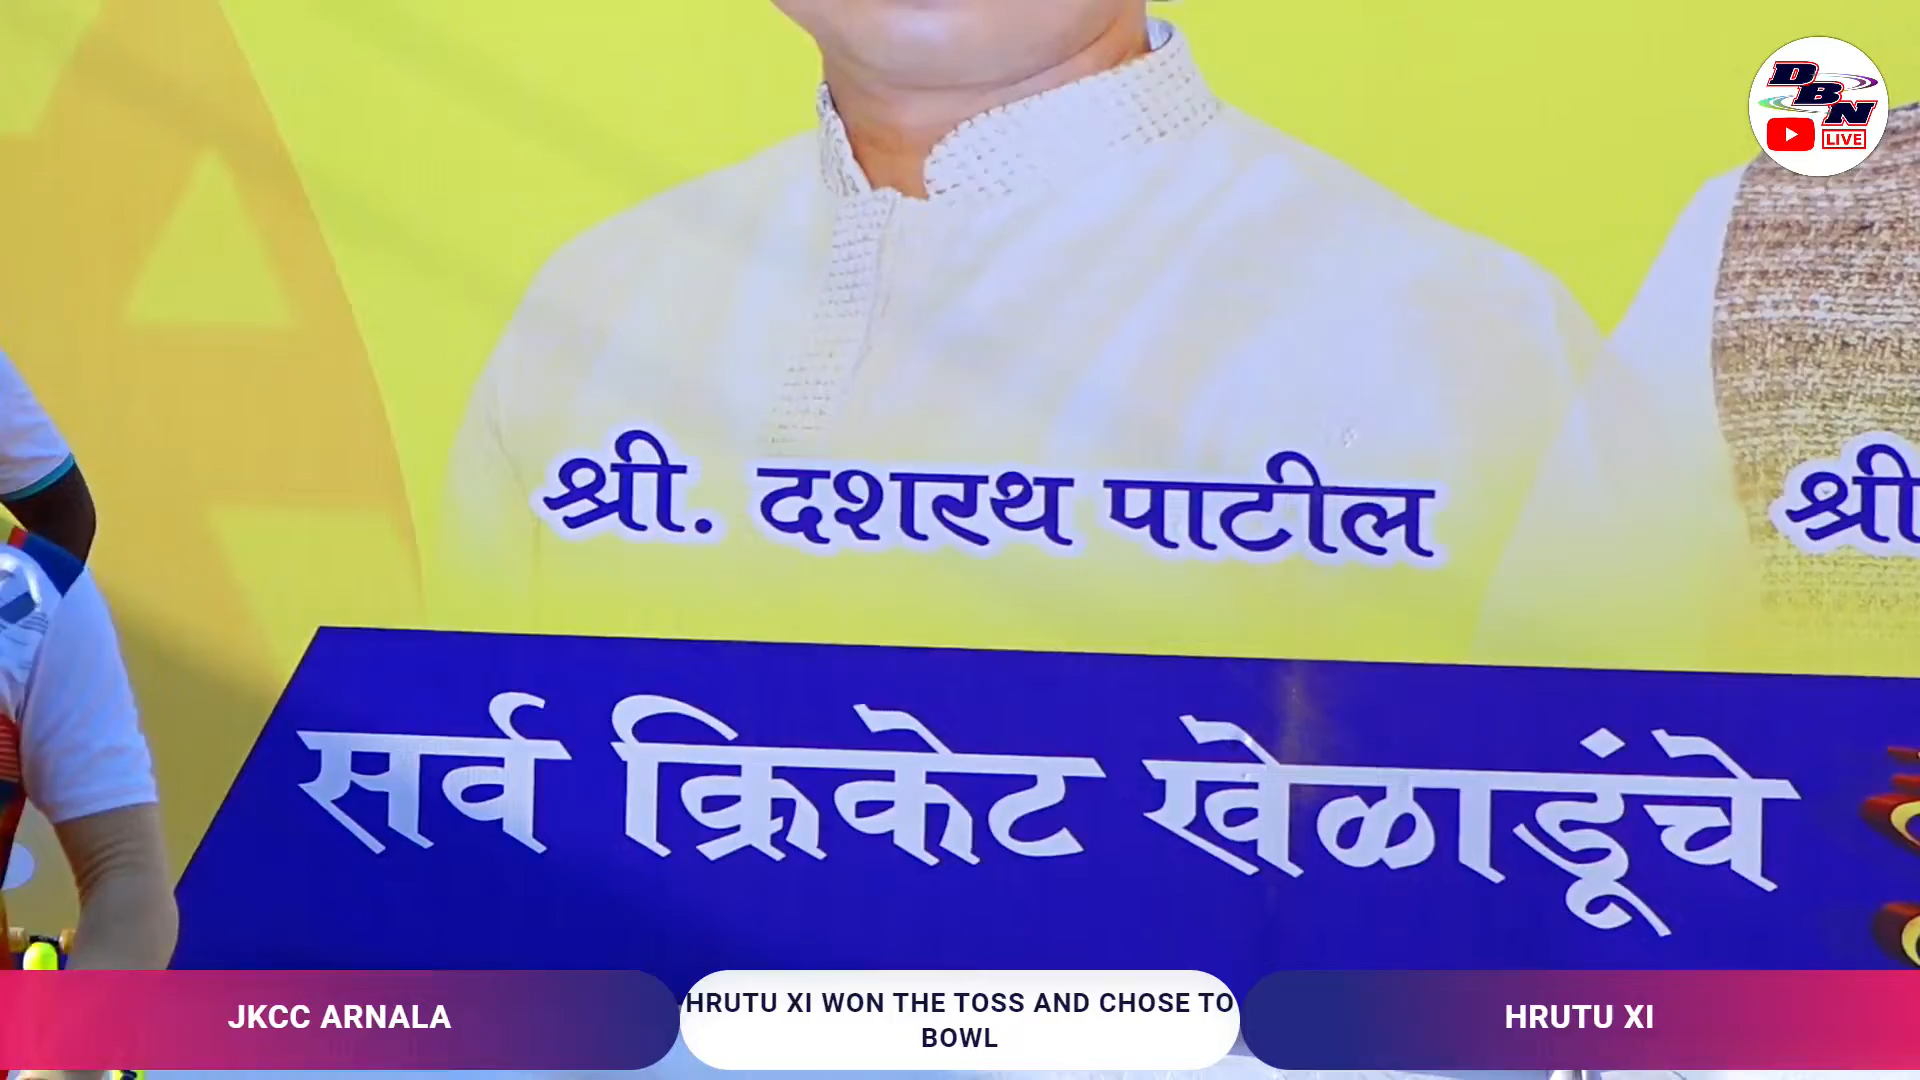 DBN
LIVE
श्री. दशरथ पाटील
श्री
सर्व क्रिकेट खेळाडूंचे
JKCC ARNALA
HRUTU XI WON THE TOSS AND CHOSE TO
BOWL
HRUTU XI